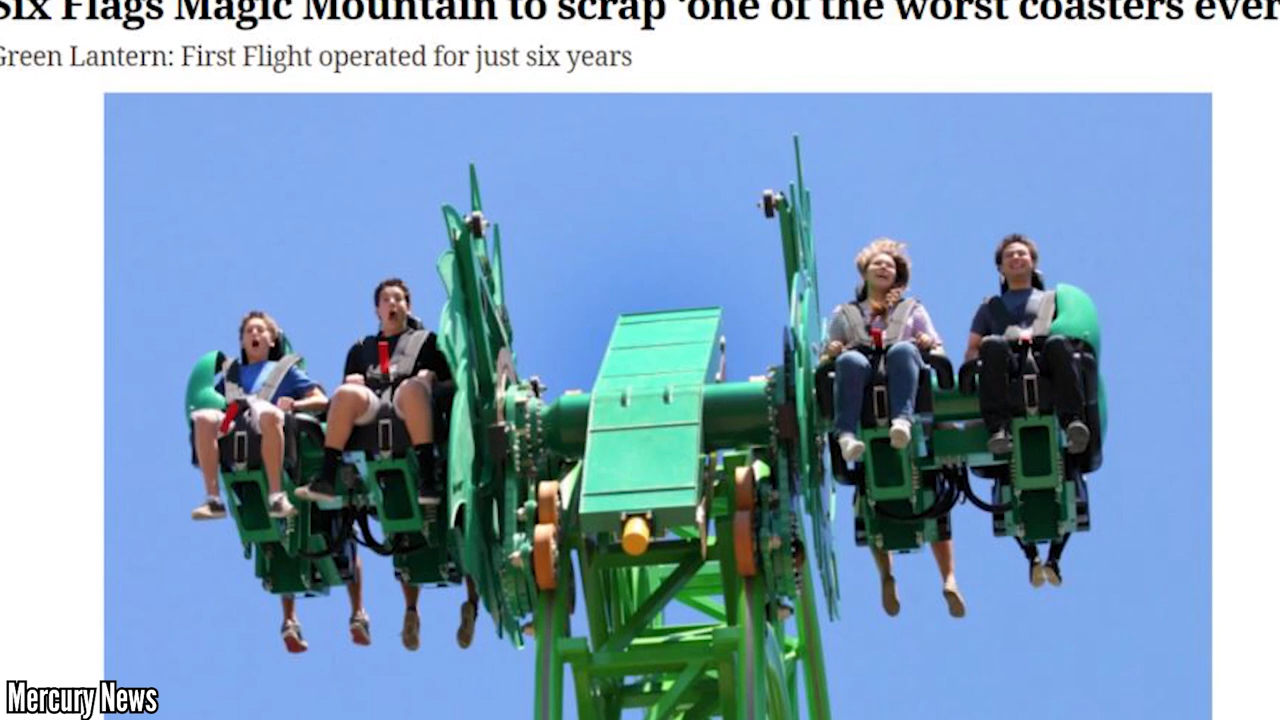 Six Flags Magic Mountain to scrap ‘one of the worst coasters ever
Green Lantern: First Flight operated for just six years
Mercury News